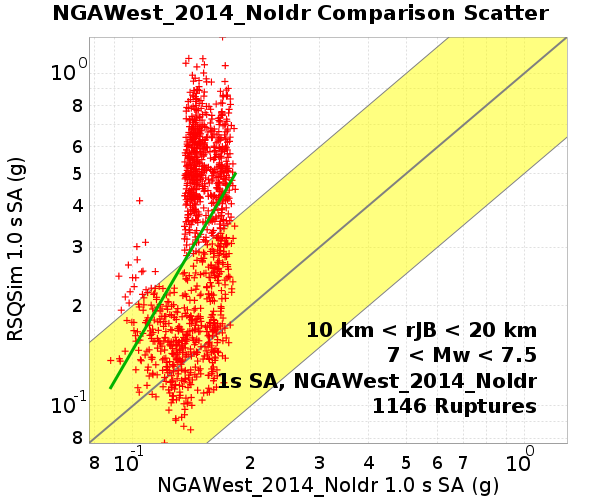 NGAWest_2014_NoIdr Comparison Scatter
RSQSim 1.0 s SA (g)
10⁰
8
6
5
4
3
2
10⁻¹
8
10 km < rJB < 20 km
7 < Mw < 7.5
1s SA, NGAWest_2014_NoIdr
1146 Ruptures
8 10⁻¹ 2 3 4 5 6 7 10⁰
NGAWest_2014_NoIdr 1.0 s SA (g)